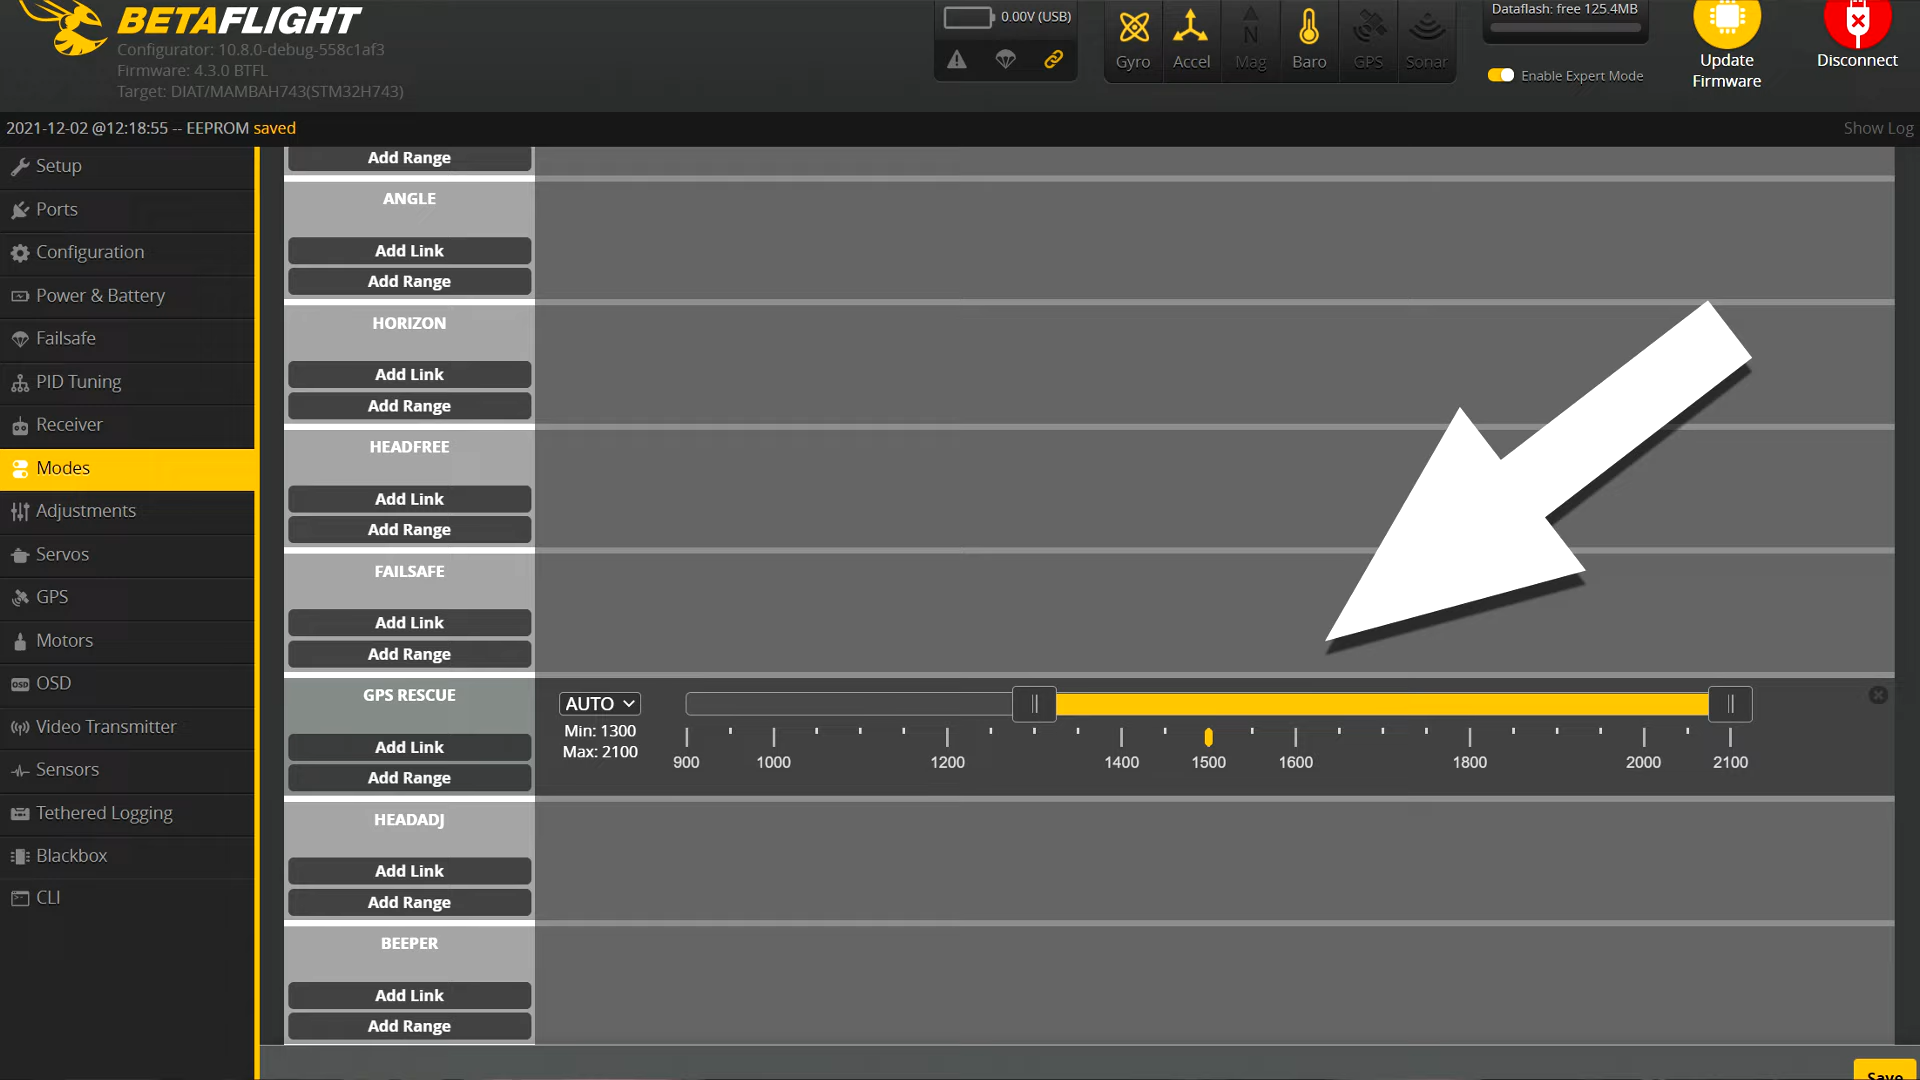 BETAFLIGHT
Configurator: 10.8.0-debug-558c1af3
Firmware: 4.3.0 BTFL
Target: DIAT/MAMBAH743(STM32H743)
0.00V (USB)
Gyro
Accel
Mag
Baro
GPS
Sonar
Dataflash: free 125.4MB
Enable Expert Mode
Update
Firmware
Disconnect
2021-12-02 @12:18:55 -- EEPROM saved
Show Log
Setup
Ports
Configuration
Power & Battery
Failsafe
PID Tuning
Receiver
Modes
Adjustments
Servos
GPS
Motors
OSD
OSD
Video Transmitter
Sensors
Tethered Logging
Blackbox
CLI
Add Range
ANGLE
Add Link
Add Range
HORIZON
Add Link
Add Range
HEADFREE
Add Link
Add Range
FAILSAFE
Add Link
Add Range
GPS RESCUE
Add Link
Add Range
AUTO
Min: 1300
Max: 2100
900 1000 1200 1400 1500 1600 1800 2000 2100
HEADADJ
Add Link
Add Range
BEEPER
Add Link
Add Range
Save